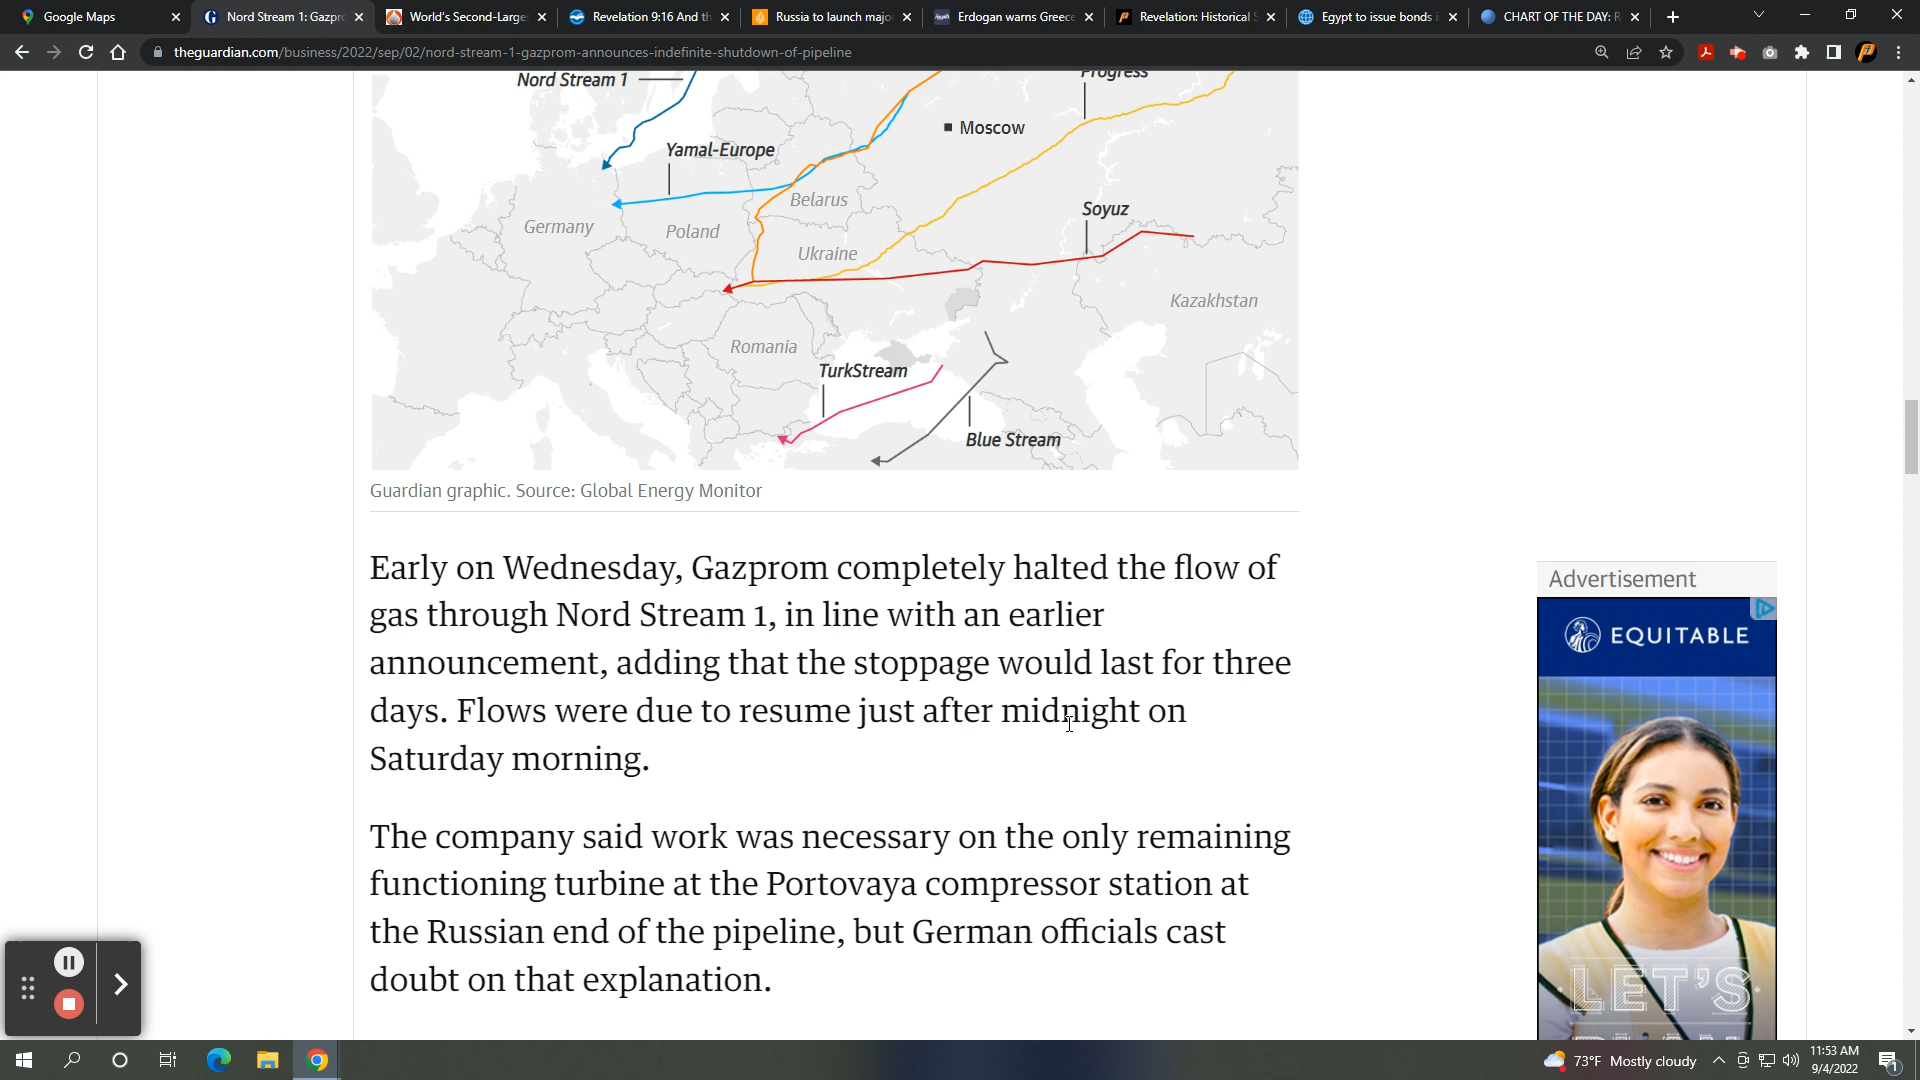 Google Maps
Nord Stream 1: Gazpr
World's Second-Large
Revelation 9:16 And th
Russia to launch majo
Erdogan warns Greece
Revelation: Historical S
Egypt to issue bonds i
CHART OF THE DAY: R
theguardian.com/business/2022/sep/02/nord-stream-1-gazprom-announces-indefinite-shutdown-of-pipeline
Nord Stream 1
Progress
Moscow
Yamal-Europe
Belarus
Soyuz
Germany
Poland
Ukraine
Kazakhstan
Romania
TurkStream
Blue Stream
Guardian graphic. Source: Global Energy Monitor
Early on Wednesday, Gazprom completely halted the flow of
gas through Nord Stream 1, in line with an earlier
announcement, adding that the stoppage would last for three
days. Flows were due to resume just after midnight on
Saturday morning.
The company said work was necessary on the only remaining
functioning turbine at the Portovaya compressor station at
the Russian end of the pipeline, but German officials cast
doubt on that explanation.
Advertisement
EQUITABLE
LET'S
73°F Mostly cloudy
11:53 AM
9/4/2022
1